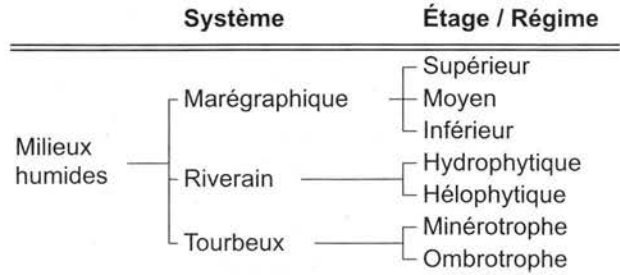 Système Étage / Régime
Supérieur
Marégraphique Moyen
Inférieur
Milieux
humides
Hydrophytique
Riverain
Hélophytique
Minérotrophe
Tourbeux
Ombrotrophe